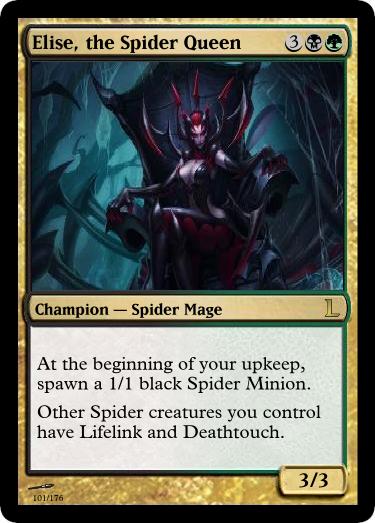 Elise, the Spider Queen 3
Champion — Spider Mage L
At the beginning of your upkeep,
spawn a 1/1 black Spider Minion.
Other Spider creatures you control
have Lifelink and Deathtouch.
3/3
101/176